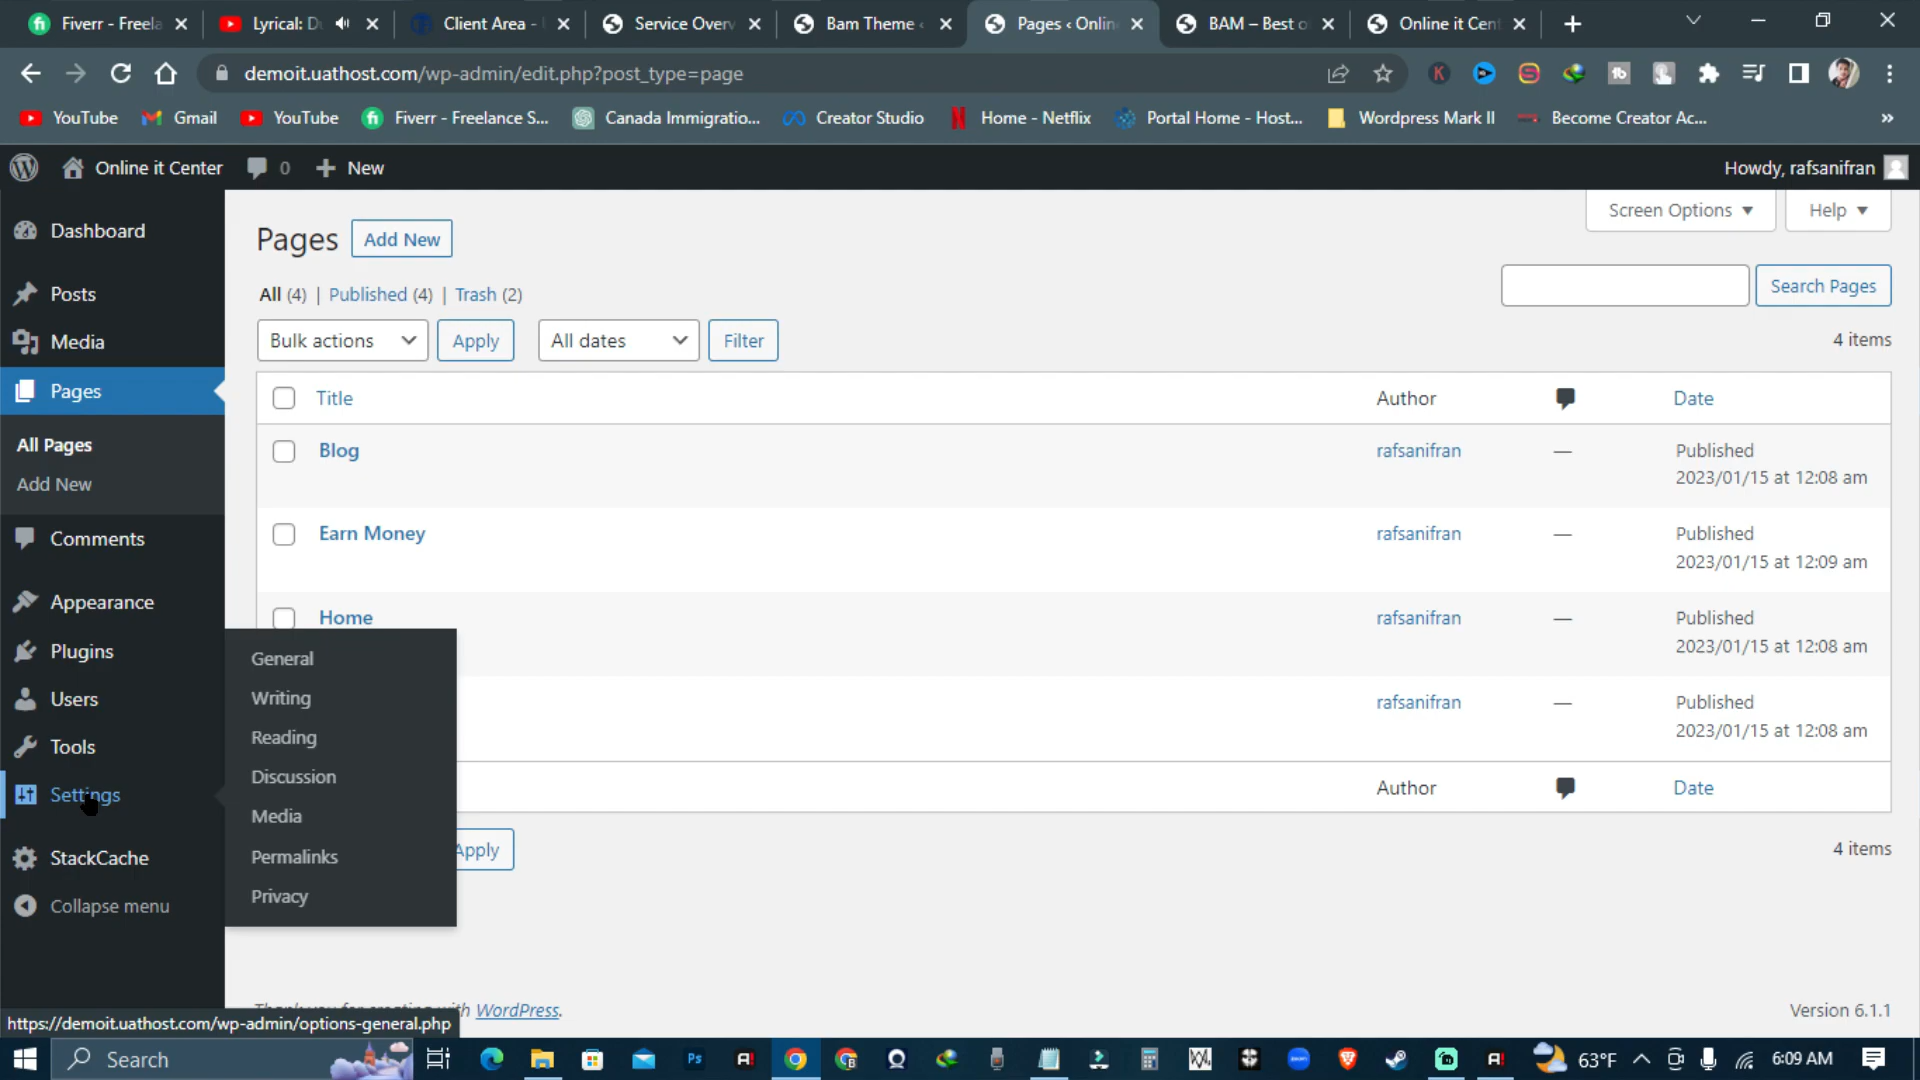 Fiverr - Freela
Lyrical: D
Client Area -
Service Over
Bam Theme
Pages ‹ Onlin
BAM – Best o
Online it Cent
demoit.uathost.com/wp-admin/edit.php?post_type=page
YouTube
Gmail
YouTube
Fiverr - Freelance S...
Canada Immigratio...
Creator Studio
Home - Netflix
Portal Home - Host...
Wordpress Mark II
Become Creator Ac...
»
Online it Center
0
New
Howdy, rafsanifran
Dashboard
Posts
Media
Pages
All Pages
Add New
Comments
Appearance
Plugins
Users
Tools
Settings
StackCache
Collapse menu
General
Writing
Reading
Discussion
Media
Permalinks
Privacy
Screen Options
Help
Pages
Add New
All (4) | Published (4) | Trash (2)
Search Pages
Bulk actions
Apply
All dates
Filter
4 items
Title Author Date
Blog rafsanifran — Published
2023/01/15 at 12:08 am
Earn Money rafsanifran — Published
2023/01/15 at 12:09 am
Home rafsanifran — Published
2023/01/15 at 12:08 am
rafsanifran — Published
2023/01/15 at 12:08 am
Author Date
Apply
4 items
Thank you for creating with WordPress.
Version 6.1.1
https://demoit.uathost.com/wp-admin/options-general.php
Search
63°F
6:09 AM